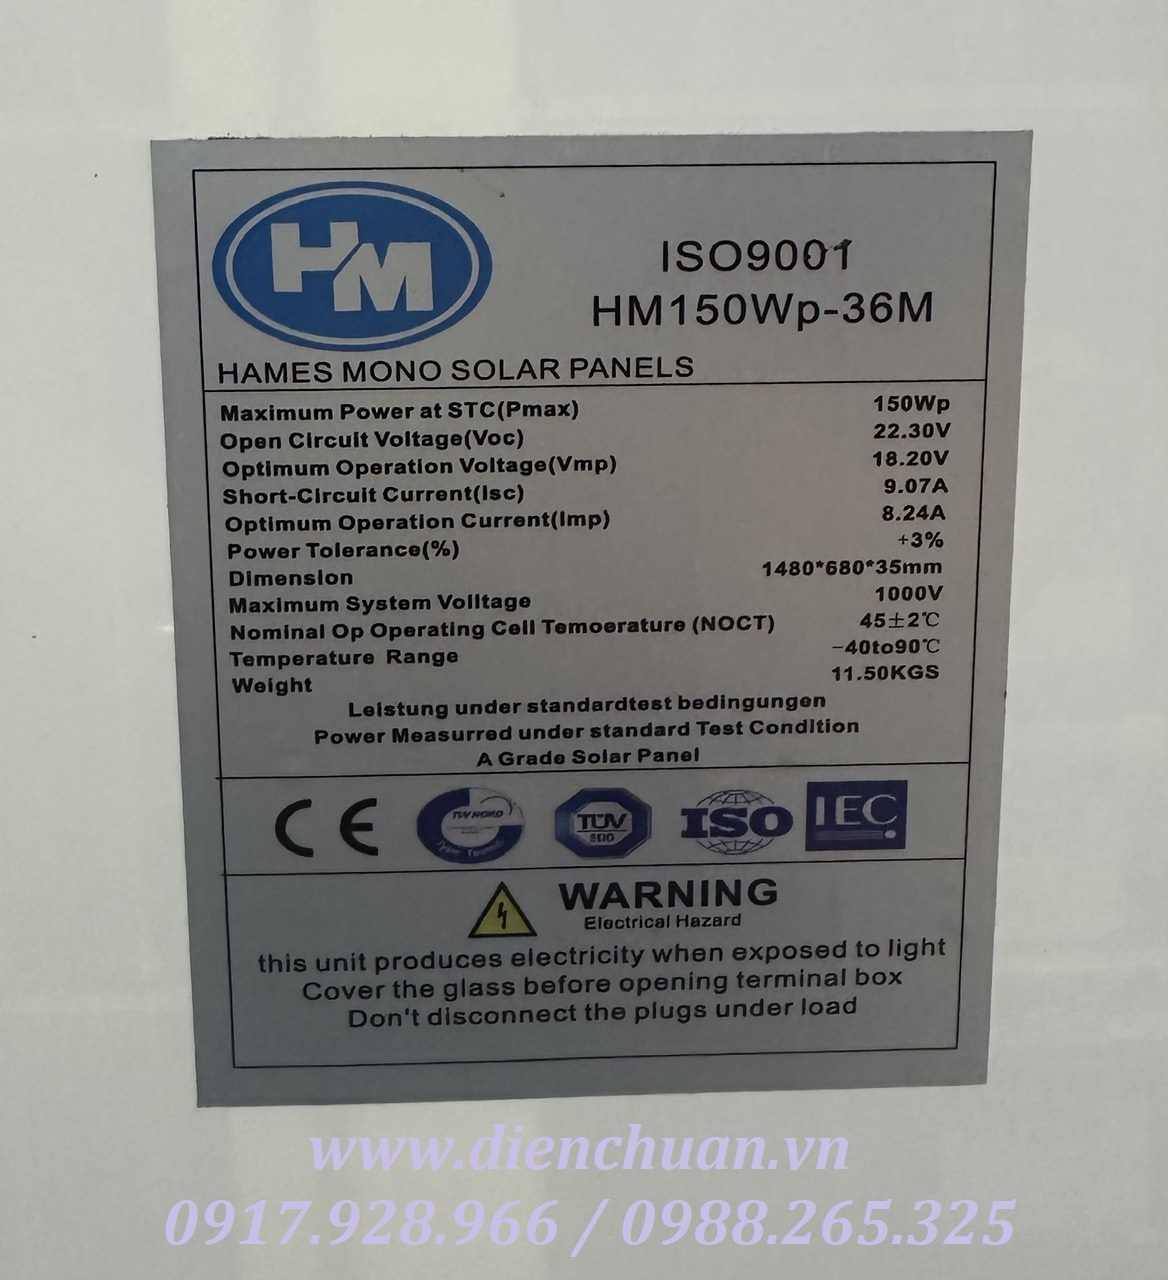 HM
ISO9001
HM150Wp-36M
HAMES MONO SOLAR PANELS
Maximum Power at STC(Pmax) 150Wp
Open Circuit Voltage(Voc) 22.30V
Optimum Operation Voltage(Vmp) 18.20V
Short-Circuit Current(Isc) 9.07A
Optimum Operation Current(Imp) 8.24A
Power Tolerance(%) +3%
Dimension 1480*680*35mm
Maximum System Volltage 1000V
Nominal Op Operating Cell Temoerature (NOCT) 45±2℃
Temperature Range -40to90℃
Weight 11.50KGS
Leistung under standardtest bedingungen
Power Measurred under standard Test Condition
A Grade Solar Panel
CE TÜV NORD TÜV ISO IEC
WARNING
Electrical Hazard
this unit produces electricity when exposed to light
Cover the glass before opening terminal box
Don't disconnect the plugs under load
www.dienchuan.vn
0917.928.966 / 0988.265.325